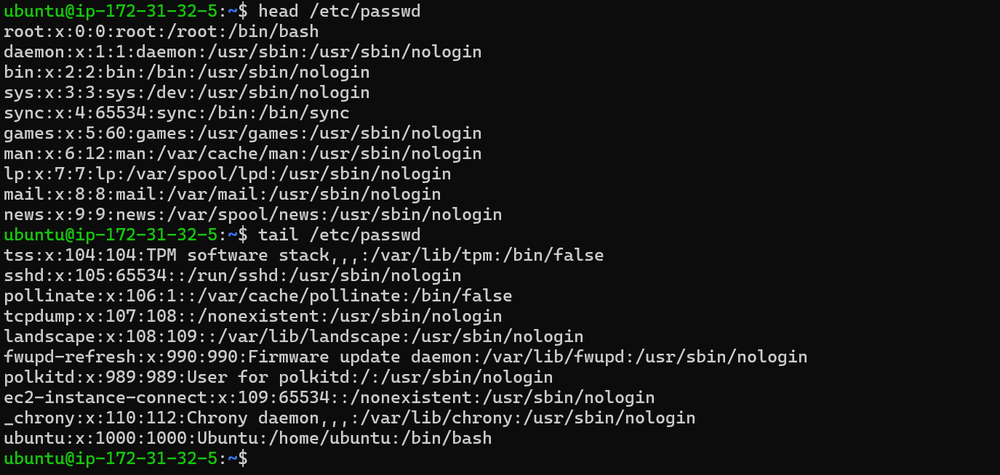 ubuntu@ip-172-31-32-5:~$ head /etc/passwd
root:x:0:0:root:/root:/bin/bash
daemon:x:1:1:daemon:/usr/sbin:/usr/sbin/nologin
bin:x:2:2:bin:/bin:/usr/sbin/nologin
sys:x:3:3:sys:/dev:/usr/sbin/nologin
sync:x:4:65534:sync:/bin:/bin/sync
games:x:5:60:games:/usr/games:/usr/sbin/nologin
man:x:6:12:man:/var/cache/man:/usr/sbin/nologin
lp:x:7:7:lp:/var/spool/lpd:/usr/sbin/nologin
mail:x:8:8:mail:/var/mail:/usr/sbin/nologin
news:x:9:9:news:/var/spool/news:/usr/sbin/nologin
ubuntu@ip-172-31-32-5:~$ tail /etc/passwd
tss:x:104:104:TPM software stack,,,:/var/lib/tpm:/bin/false
sshd:x:105:65534::/run/sshd:/usr/sbin/nologin
pollinate:x:106:1::/var/cache/pollinate:/bin/false
tcpdump:x:107:108::/nonexistent:/usr/sbin/nologin
landscape:x:108:109::/var/lib/landscape:/usr/sbin/nologin
fwupd-refresh:x:990:990:Firmware update daemon:/var/lib/fwupd:/usr/sbin/nologin
polkitd:x:989:989:User for polkitd:/:/usr/sbin/nologin
ec2-instance-connect:x:109:65534::/nonexistent:/usr/sbin/nologin
_chrony:x:110:112:Chrony daemon,,,:/var/lib/chrony:/usr/sbin/nologin
ubuntu:x:1000:1000:Ubuntu:/home/ubuntu:/bin/bash
ubuntu@ip-172-31-32-5:~$